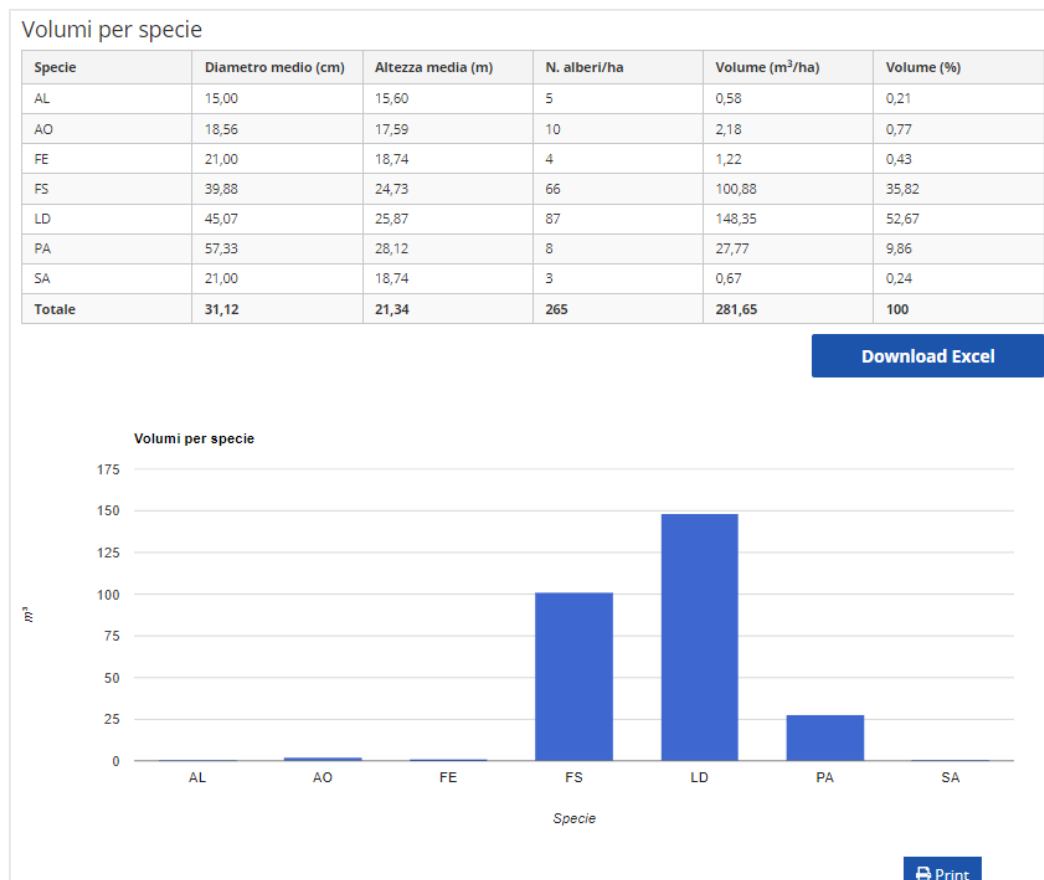 Volumi per specie
Specie Diametro medio (cm) Altezza media (m) N. alberi/ha Volume (m³/ha) Volume (%)
AL 15,00 15,60 5 0,58 0,21
AO 18,56 17,59 10 2,18 0,77
FE 21,00 18,74 4 1,22 0,43
FS 39,88 24,73 66 100,88 35,82
LD 45,07 25,87 87 148,35 52,67
PA 57,33 28,12 8 27,77 9,86
SA 21,00 18,74 3 0,67 0,24
Totale 31,12 21,34 265 281,65 100
Download Excel
Volumi per specie
175
150
125
100
75
50
25
0
m³
AL AO FE FS LD PA SA
Specie
Print